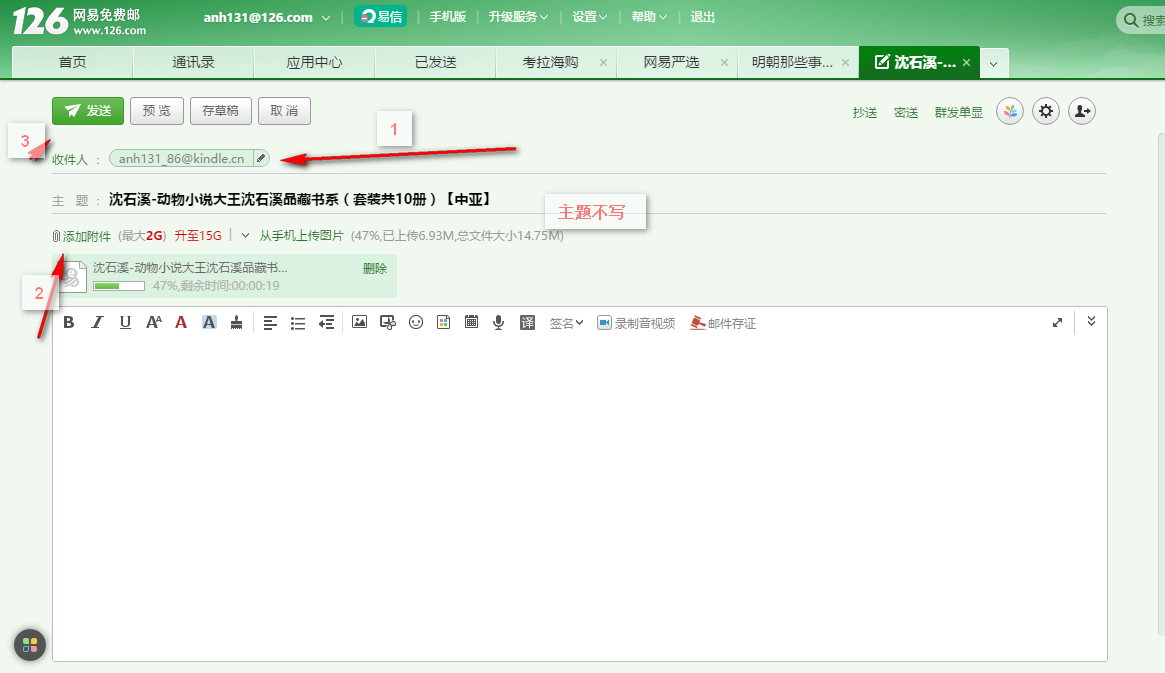 126 网易免费邮 www.126.com anh131@126.com 易信 手机版 升级服务 设置 帮助 退出
首页 通讯录 应用中心 已发送 考拉海购 网易严选 明朝那些事... 沈石溪-...
发送 预 览 存草稿 取 消 抄送 密送 群发单显
1
3
收件人 : anh131_86@kindle.cn
主 题 : 沈石溪-动物小说大王沈石溪品藏书系（套装共10册）【中亚】
主题不写
添加附件 (最大2G) 升至15G 从手机上传图片 (47%,已上传6.93M,总文件大小14.75M)
沈石溪-动物小说大王沈石溪品藏书... 删除
47%,剩余时间:00:00:19
2
B I U A A A 译 签名 录制音视频 邮件存证